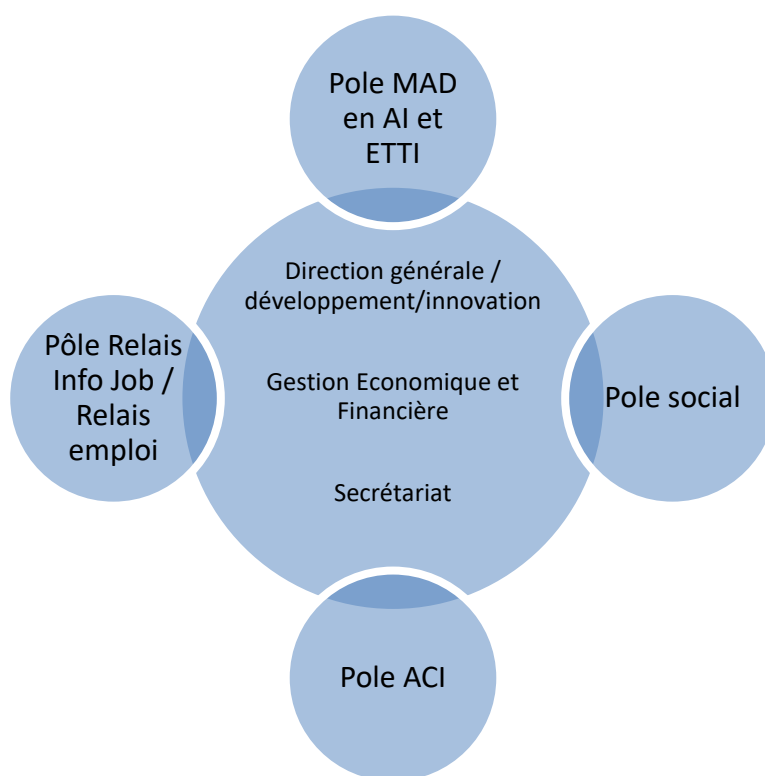 Pole MAD
en AI et
ETTI
Direction générale /
développement/innovation
Pôle Relais
Info Job /
Relais
emploi
Gestion Economique et
Financière
Pole social
Secrétariat
Pole ACI